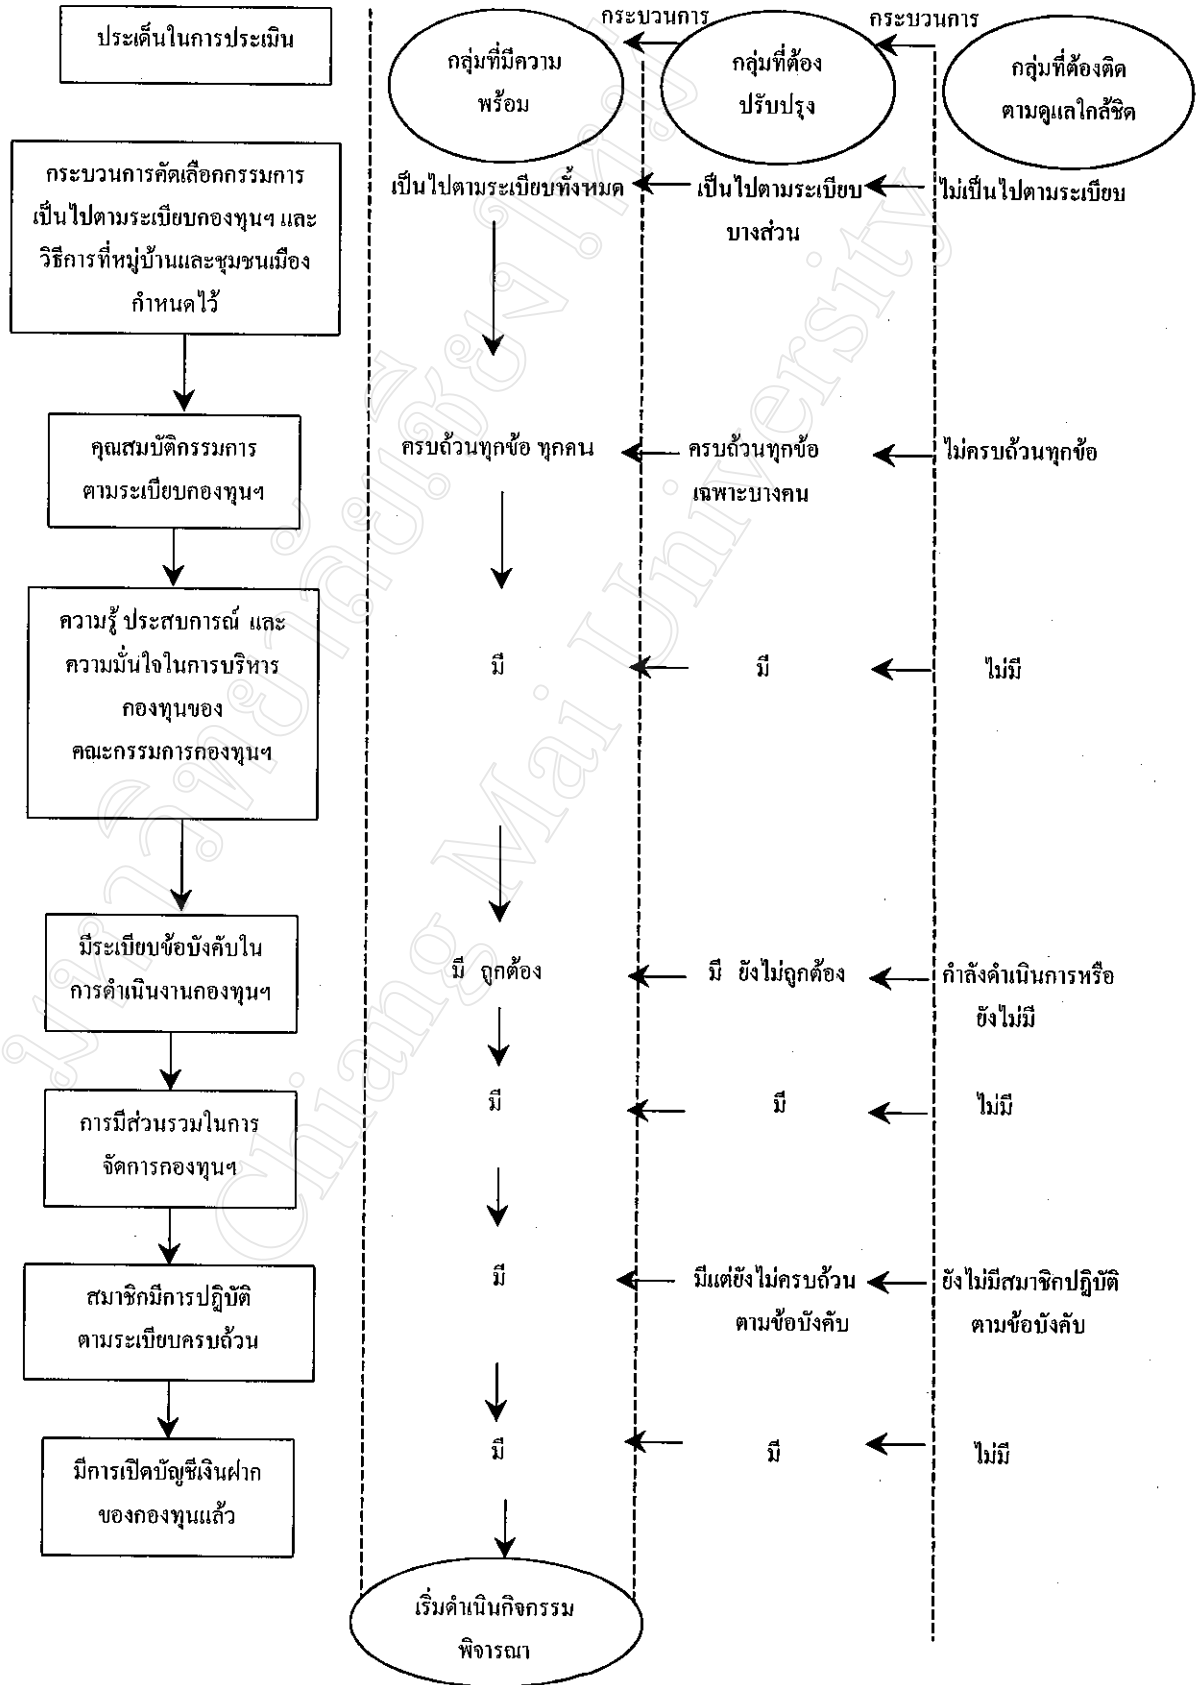 ประเด็นในการประเมิน
กระบวนการ
กระบวนการ
กลุ่มที่มีความ
พร้อม
กลุ่มที่ต้อง
ปรับปรุง
กลุ่มที่ต้องติด
ตามดูแลใกล้ชิด
กระบวนการคัดเลือกกรรมการ
เป็นไปตามระเบียบกองทุนฯ และ
วิธีการที่หมู่บ้านและชุมชนเมือง
กำหนดไว้
เป็นไปตามระเบียบทั้งหมด
เป็นไปตามระเบียบ
บางส่วน
ไม่เป็นไปตามระเบียบ
คุณสมบัติกรรมการ
ตามระเบียบกองทุนฯ
ครบถ้วนทุกข้อ ทุกคน
ครบถ้วนทุกข้อ
เฉพาะบางคน
ไม่ครบถ้วนทุกข้อ
ความรู้ ประสบการณ์ และ
ความมั่นใจในการบริหาร
กองทุนของ
คณะกรรมการกองทุนฯ
มี
มี
ไม่มี
มีระเบียบข้อบังคับใน
การดำเนินงานกองทุนฯ
มี ถูกต้อง
มี ยังไม่ถูกต้อง
กำลังดำเนินการหรือ
ยังไม่มี
การมีส่วนรวมในการ
จัดการกองทุนฯ
มี
มี
ไม่มี
สมาชิกมีการปฏิบัติ
ตามระเบียบครบถ้วน
มี
มีแต่ยังไม่ครบถ้วน
ตามข้อบังคับ
ยังไม่มีสมาชิกปฏิบัติ
ตามข้อบังคับ
มีการเปิดบัญชีเงินฝาก
ของกองทุนแล้ว
มี
มี
ไม่มี
เริ่มดำเนินกิจกรรม
พิจารณา
มหาวิทยาลัยเชียงใหม่
Chiang Mai University